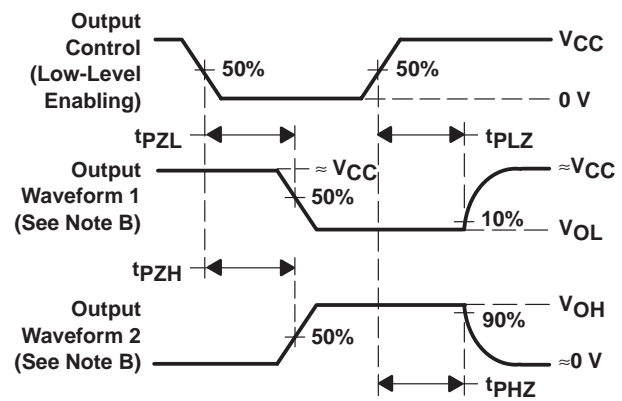 Output
Control
(Low-Level
Enabling)
50%
50%
VCC
0 V
tPZL
tPLZ
Output
Waveform 1
(See Note B)
≈ VCC
50%
≈VCC
10%
VOL
tPZH
Output
Waveform 2
(See Note B)
50%
VOH
90%
≈0 V
tPHZ